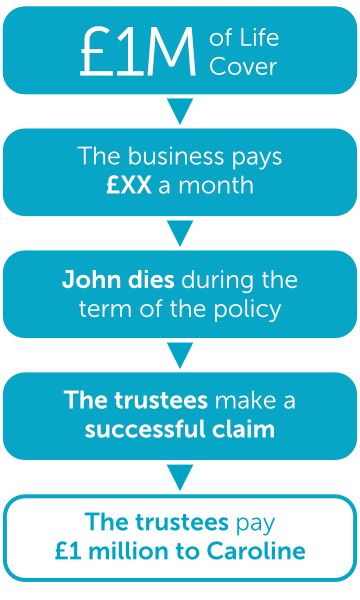 £1M of Life
Cover
The business pays
£XX a month
John dies during the
term of the policy
The trustees make a
successful claim
The trustees pay
£1 million to Caroline